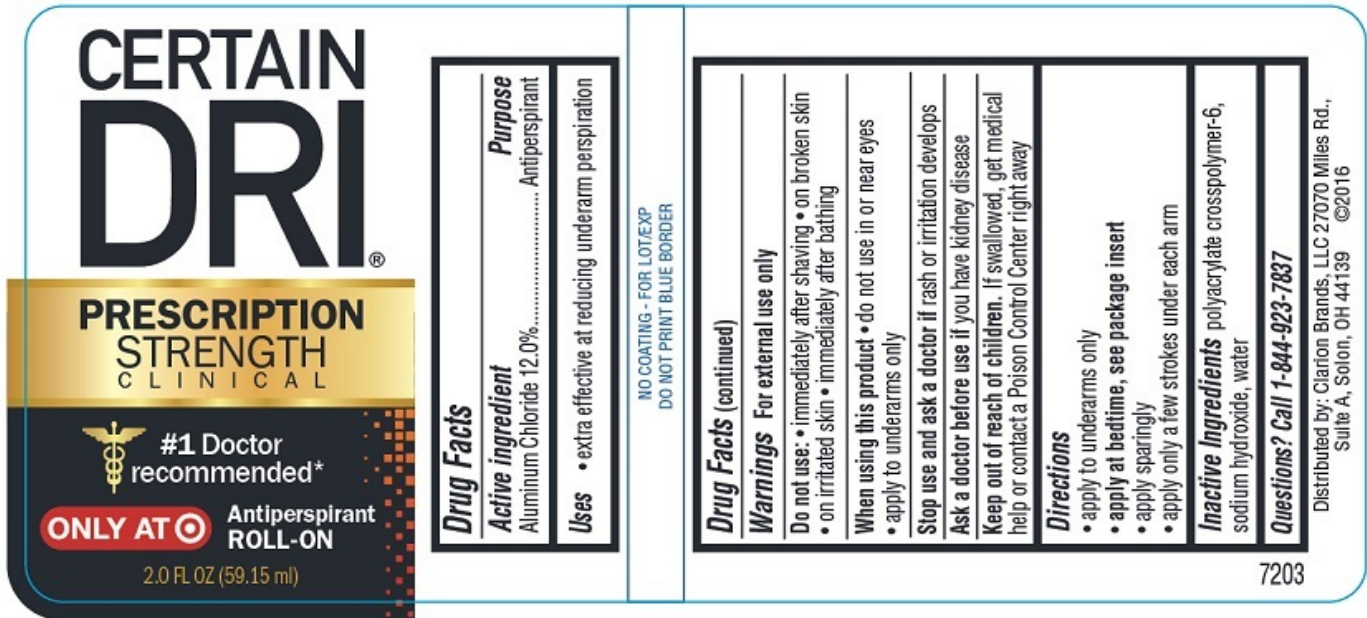 CERTAIN
DRI®
PRESCRIPTION
STRENGTH
CLINICAL
#1 Doctor
recommended*
ONLY AT
Antiperspirant
ROLL-ON
2.0 FL OZ (59.15 ml)
Drug Facts
Active ingredient Purpose
Aluminum Chloride 12.0%.......................... Antiperspirant
Uses • extra effective at reducing underarm perspiration
NO COATING - FOR LOT/EXP
DO NOT PRINT BLUE BORDER
Drug Facts (continued)
Warnings For external use only
Do not use: • immediately after shaving • on broken skin
• on irritated skin • immediately after bathing
When using this product • do not use in or near eyes
• apply to underarms only
Stop use and ask a doctor if rash or irritation develops
Ask a doctor before use if you have kidney disease
Keep out of reach of children. If swallowed, get medical
help or contact a Poison Control Center right away
Directions
• apply to underarms only
• apply at bedtime, see package insert
• apply sparingly
• apply only a few strokes under each arm
Inactive Ingredients polyacrylate crosspolymer-6,
sodium hydroxide, water
Questions? Call 1-844-923-7837
Distributed by: Clarion Brands, LLC 27070 Miles Rd.,
Suite A, Solon, OH 44139 ©2016
7203